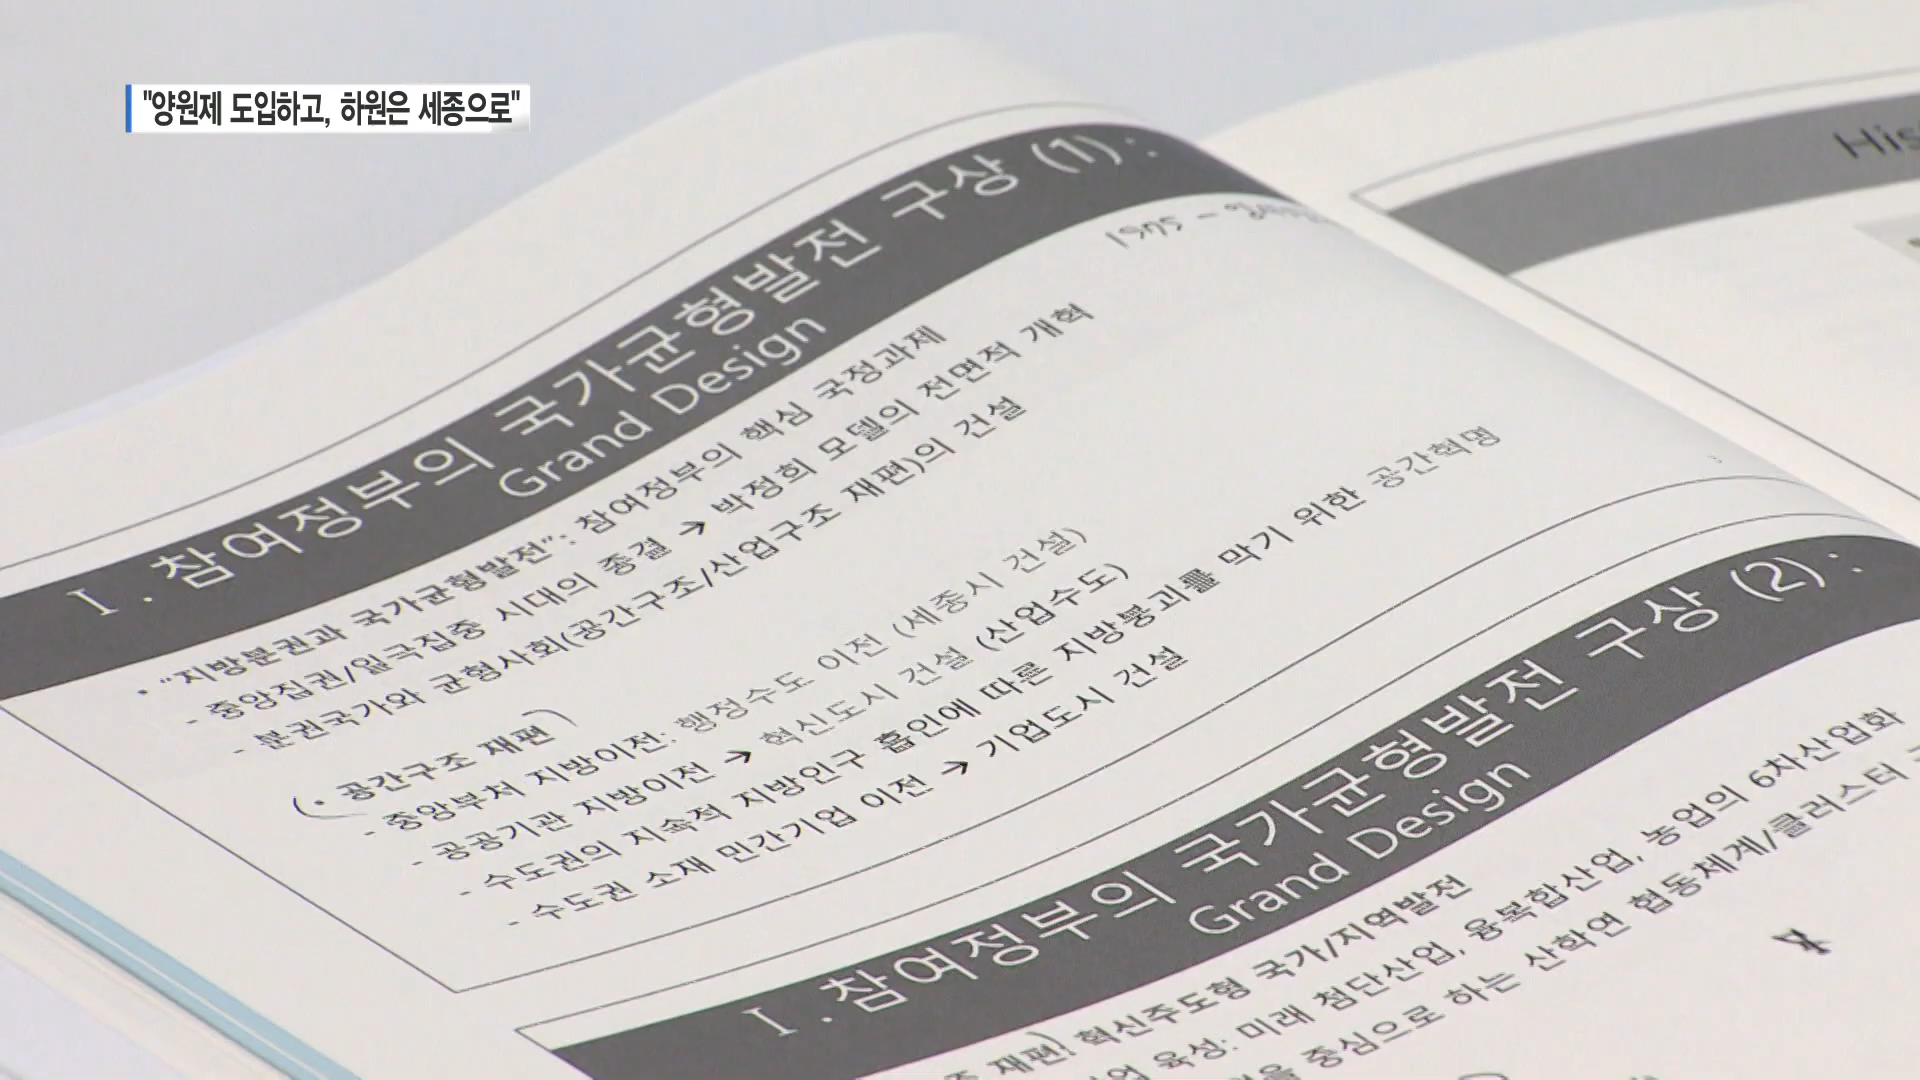 "양원제 도입하고, 하원은 세종으로"
I. 참여정부의 국가균형발전 구상 (1):
Grand Design
1975 -
• "지방분권과 국가균형발전": 참여정부의 핵심 국정과제
- 중앙집권/일극집중 시대의 종결 → 박정희 모델의 전면적 개혁
- 분권국가와 균형사회(공간구조/산업구조 재편)의 건설
(• 공간구조 재편)
- 중앙부처 지방이전: 행정수도 이전 (세종시 건설)
- 공공기관 지방이전 → 혁신도시 건설 (산업수도)
- 수도권의 지속적 지방인구 흡인에 따른 지방붕괴를 막기 위한 공간혁명
- 수도권 소재 민간기업 이전 → 기업도시 건설
3
I. 참여정부의 국가균형발전 구상 (2):
Grand Design
재편: 혁신주도형 국가/지역발전
육성: 미래 첨단산업, 융복합산업, 농업의 6차산업화
중심으로 하는 산학연 협동체계/클러스터
His